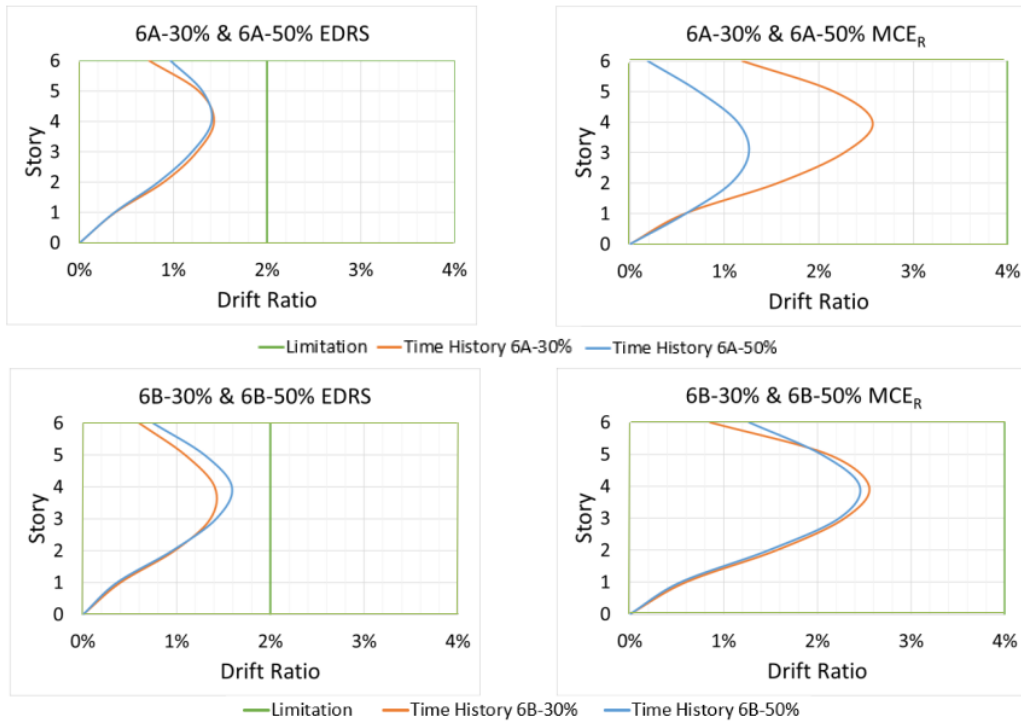 6A-30% & 6A-50% EDRS
6
5
4
3
2
1
0
Story
0% 1% 2% 3% 4%
Drift Ratio
6A-30% & 6A-50% MCER
6
5
4
3
2
1
0
Story
0% 1% 2% 3% 4%
Drift Ratio
Limitation Time History 6A-30% Time History 6A-50%
6B-30% & 6B-50% EDRS
6
5
4
3
2
1
0
Story
0% 1% 2% 3% 4%
Drift Ratio
6B-30% & 6B-50% MCER
6
5
4
3
2
1
0
Story
0% 1% 2% 3% 4%
Drift Ratio
Limitation Time History 6B-30% Time History 6B-50%